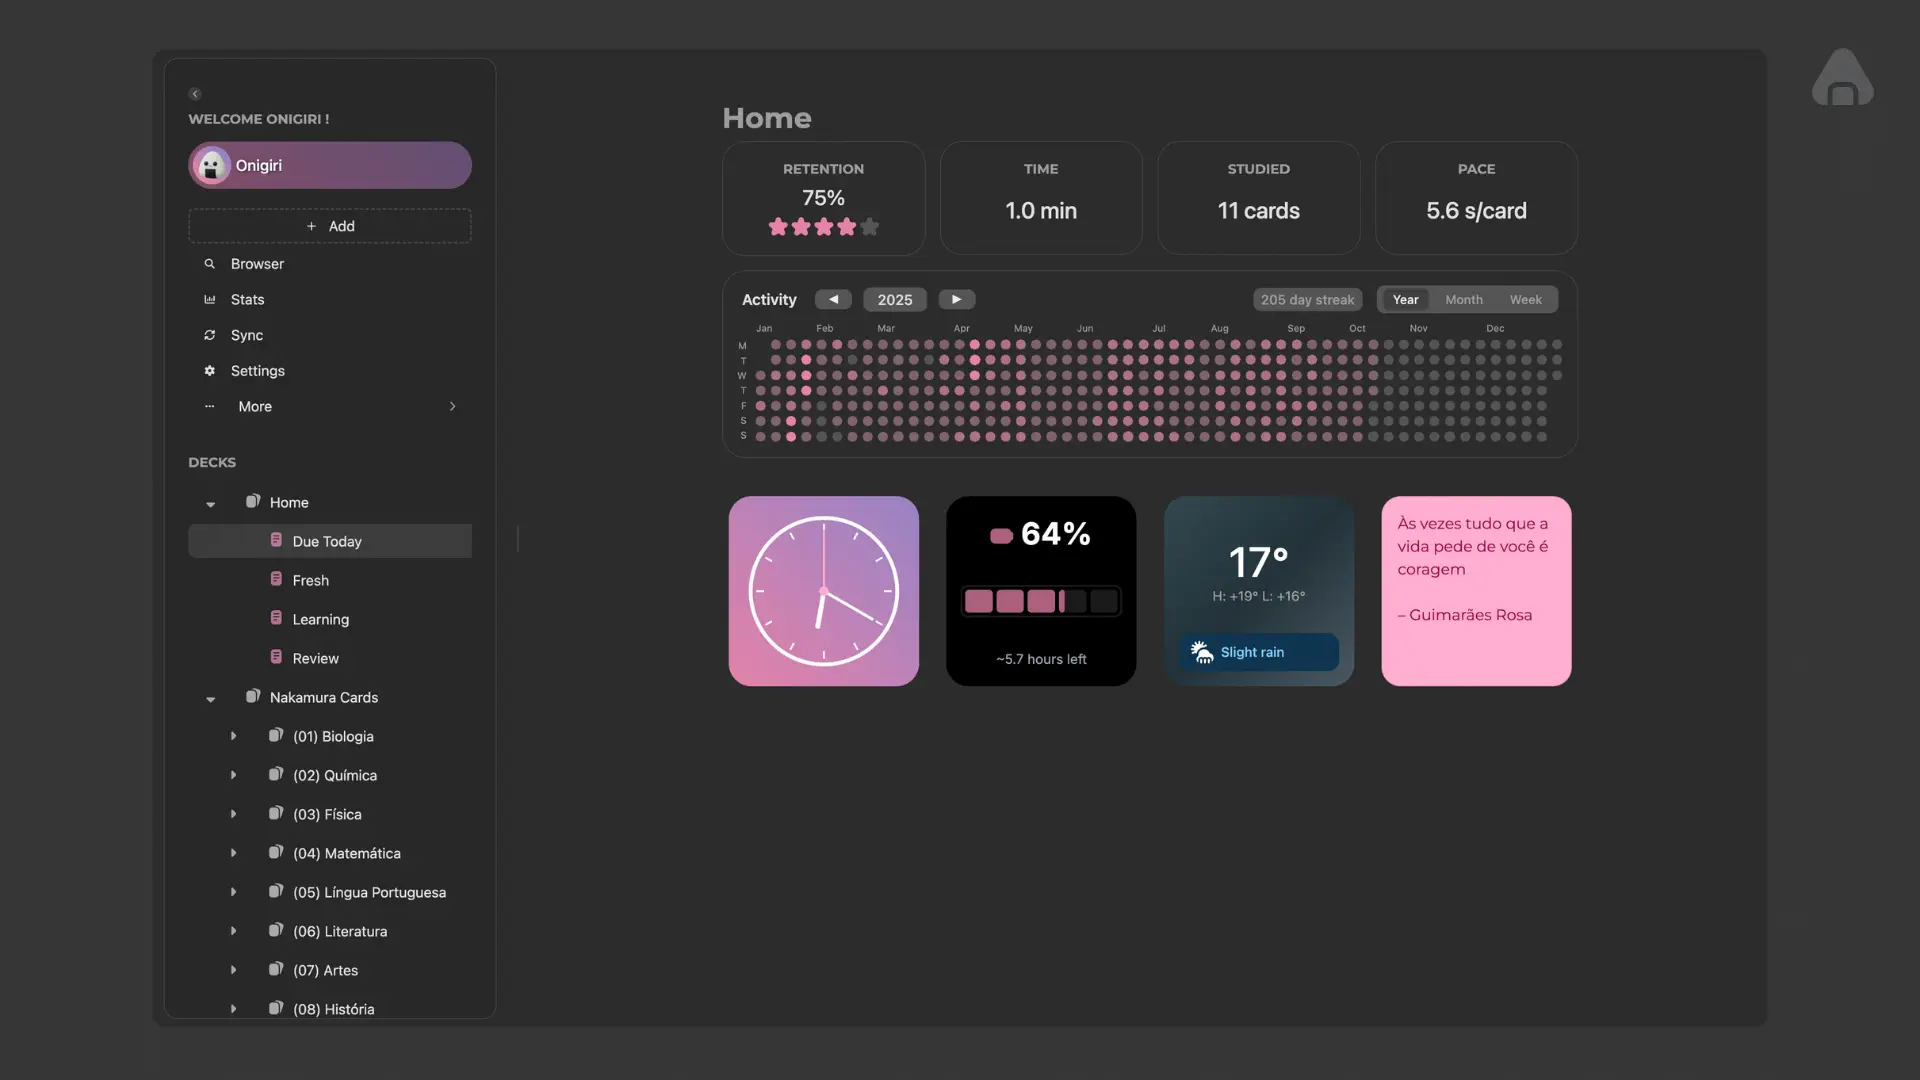 WELCOME ONIGIRI !
Onigiri
+ Add
Browser
Stats
Sync
Settings
More
DECKS
Home
Due Today
Fresh
Learning
Review
Nakamura Cards
(01) Biologia
(02) Química
(03) Física
(04) Matemática
(05) Língua Portuguesa
(06) Literatura
(07) Artes
(08) História
Home
RETENTION
75%
TIME
1.0 min
STUDIED
11 cards
PACE
5.6 s/card
Activity
2025
205 day streak
Year Month Week
Jan Feb Mar Apr May Jun Jul Aug Sep Oct Nov Dec
M
T
W
T
F
S
S
64%
~5.7 hours left
17°
H: +19° L: +16°
Slight rain
Às vezes tudo que a
vida pede de você é
coragem
– Guimarães Rosa